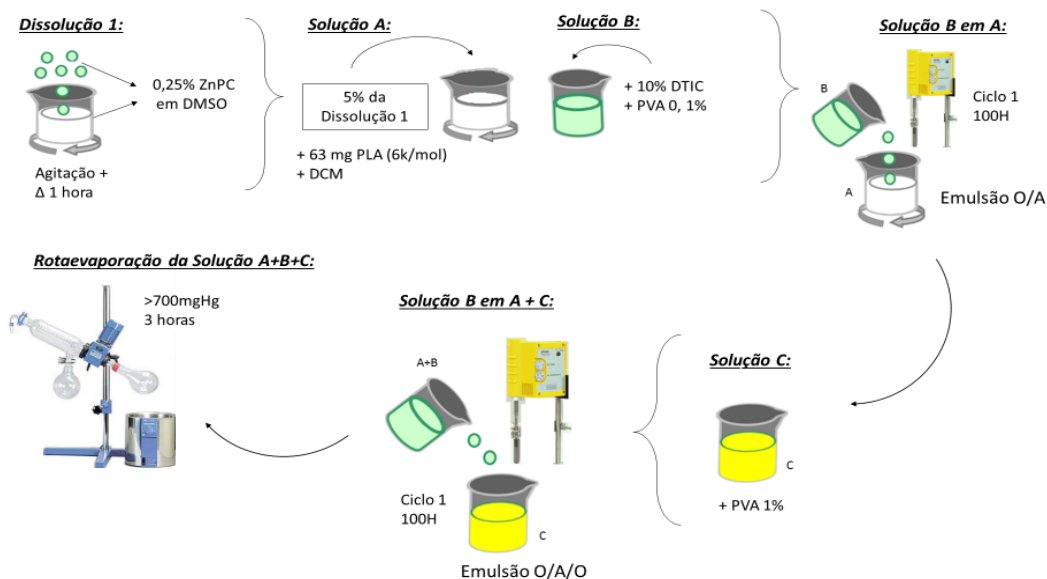 Dissolução 1:
0,25% ZnPC
em DMSO
Agitação +
Δ 1 hora
Solução A:
5% da
Dissolução 1
+ 63 mg PLA (6k/mol)
+ DCM
Solução B:
+ 10% DTIC
+ PVA 0, 1%
Solução B em A:
B
Ciclo 1
100H
A
Emulsão O/A
Rotaevaporação da Solução A+B+C:
>700mgHg
3 horas
Solução B em A + C:
A+B
Ciclo 1
100H
C
Emulsão O/A/O
Solução C:
C
+ PVA 1%